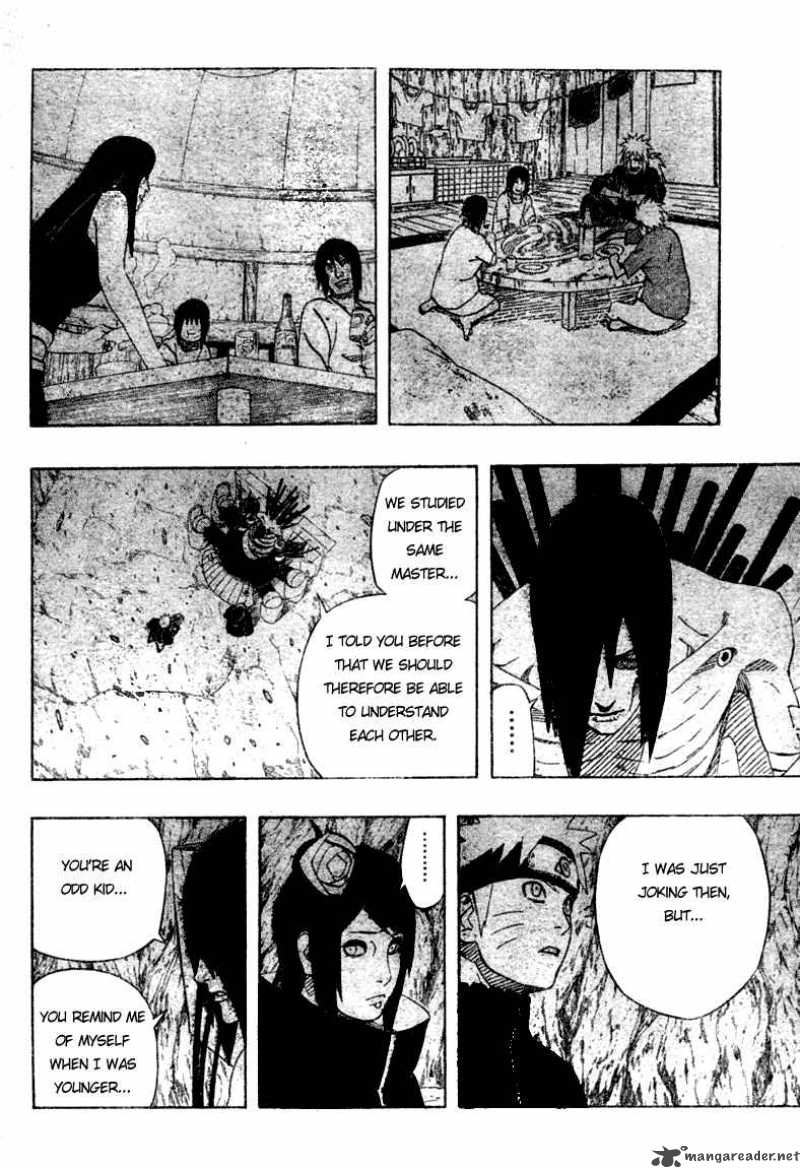 WE STUDIED
UNDER THE
SAME
MASTER...
I TOLD YOU BEFORE
THAT WE SHOULD
THEREFORE BE ABLE
TO UNDERSTAND
EACH OTHER.
........
YOU'RE AN
ODD KID...
YOU REMIND ME
OF MYSELF
WHEN I WAS
YOUNGER...
........
I WAS JUST
JOKING THEN,
BUT...
mangareader.net